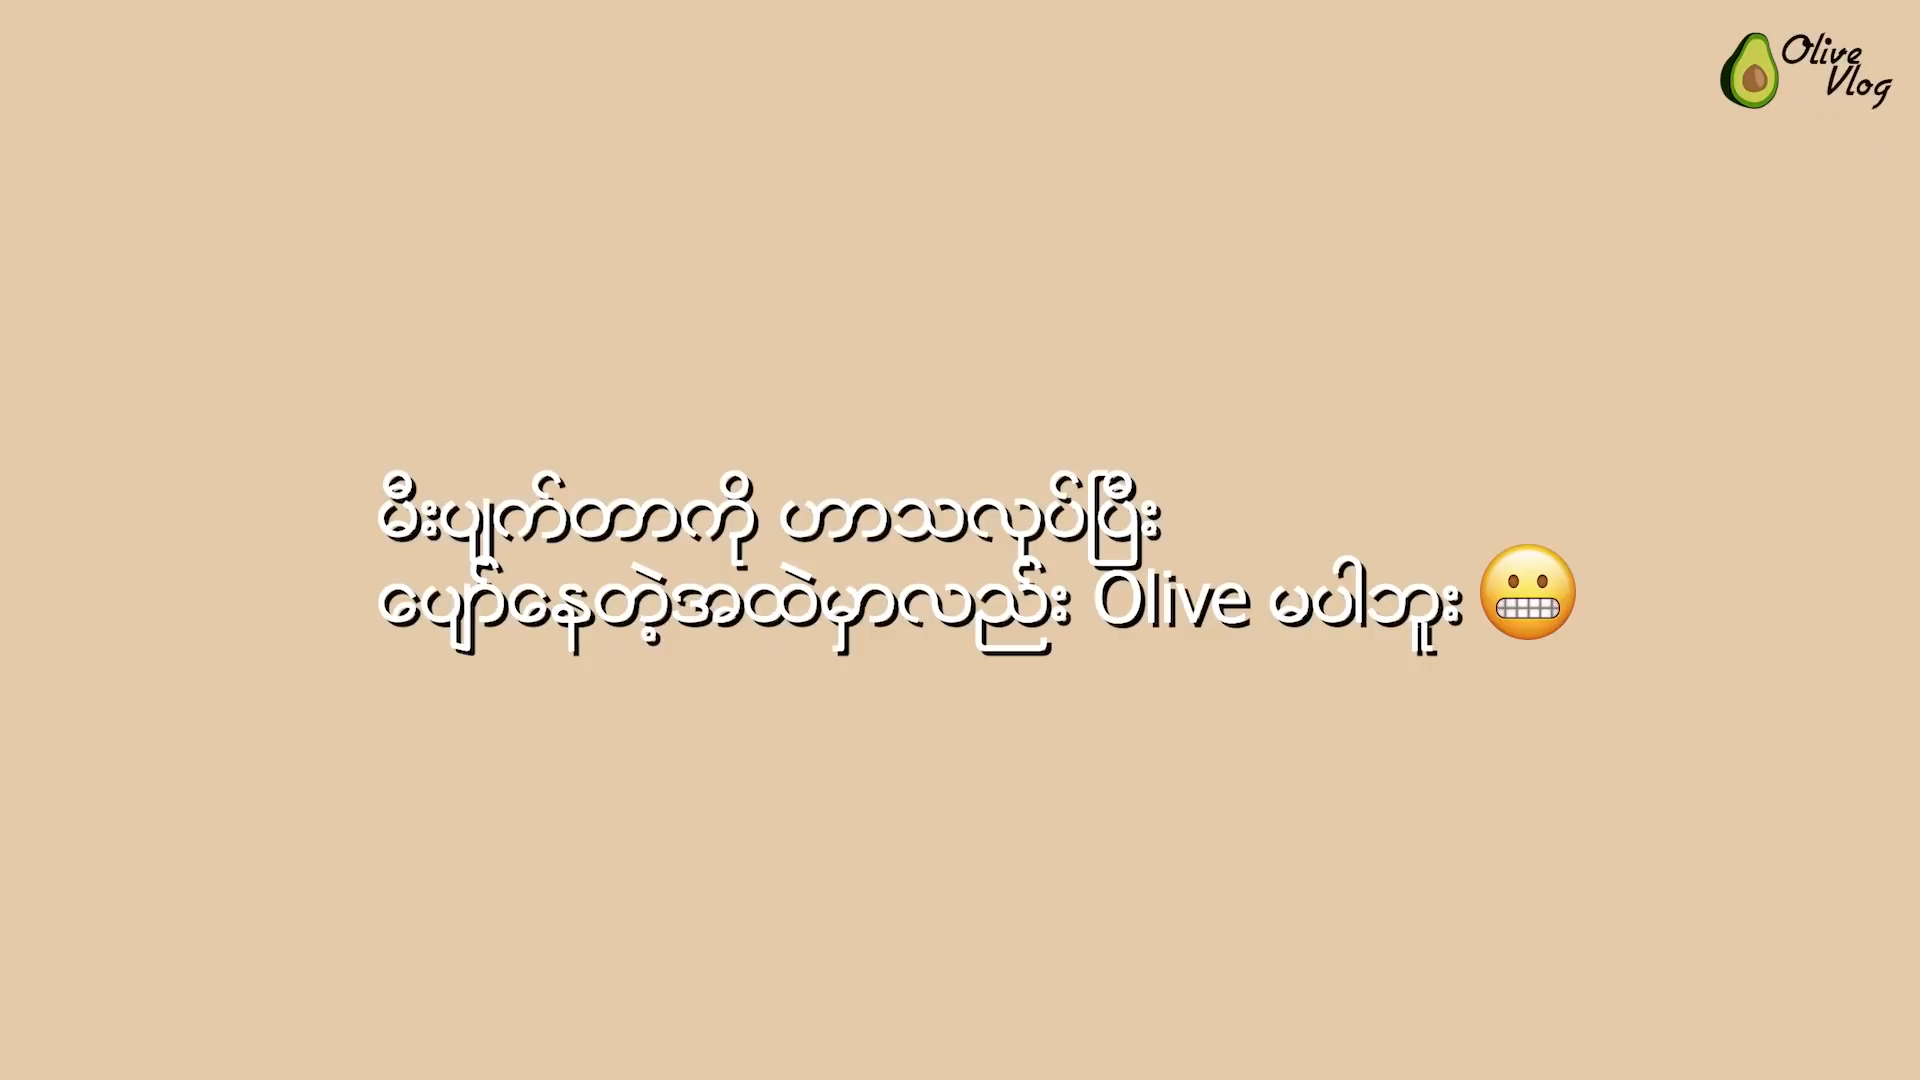 Olive
Vlog
မီးပျက်တာကို ဟာသလုပ်ပြီး
ပျော်နေတဲ့အထဲမှာလည်း Olive မပါဘူး 😬